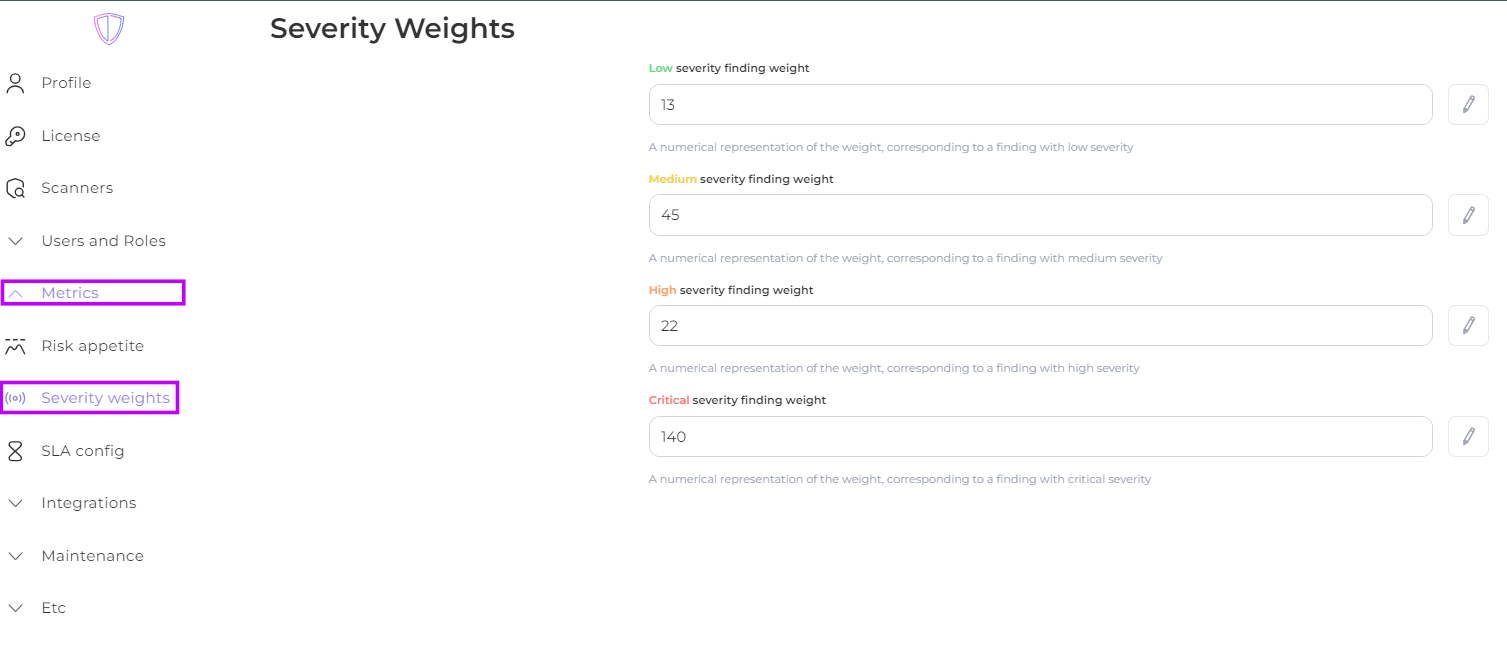 Severity Weights
Profile
License
Scanners
Users and Roles
Metrics
Risk appetite
Severity weights
SLA config
Integrations
Maintenance
Etc
Low severity finding weight
13
A numerical representation of the weight, corresponding to a finding with low severity
Medium severity finding weight
45
A numerical representation of the weight, corresponding to a finding with medium severity
High severity finding weight
22
A numerical representation of the weight, corresponding to a finding with high severity
Critical severity finding weight
140
A numerical representation of the weight, corresponding to a finding with critical severity